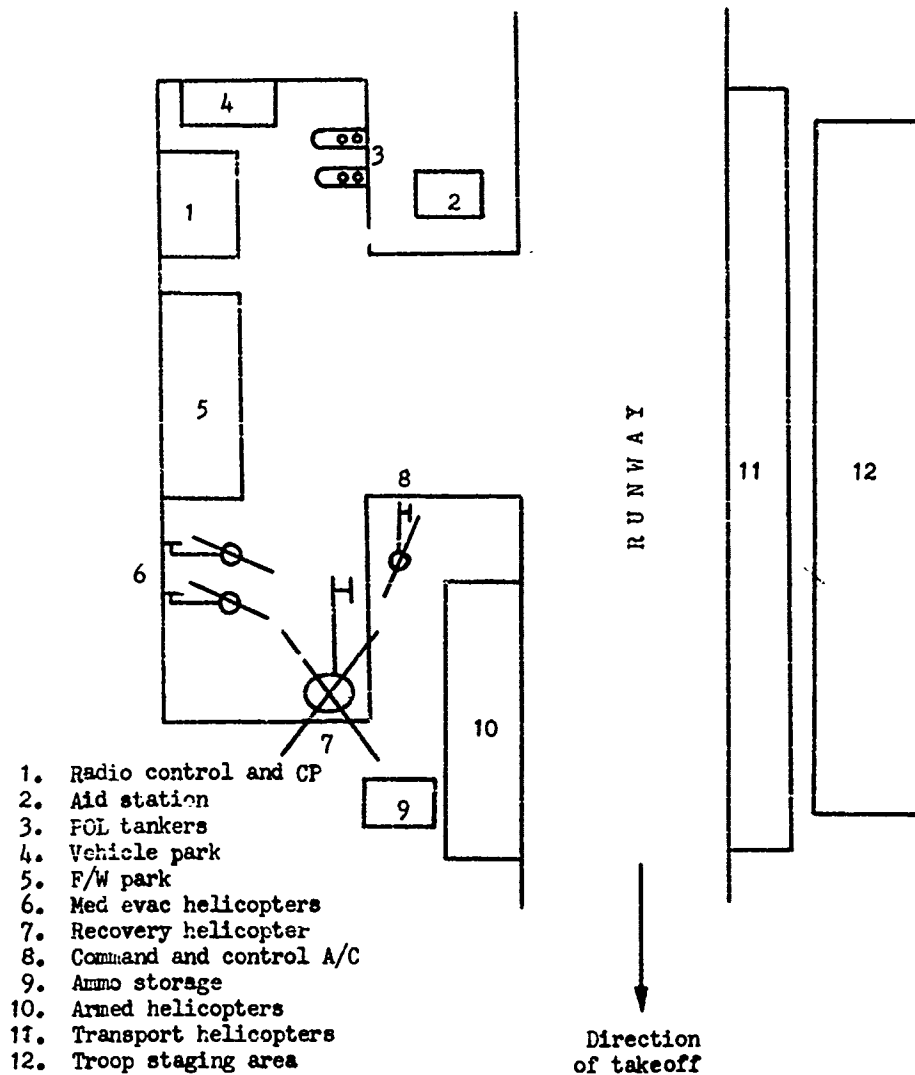 4
3
2
1
5
RUNWAY
11
12
8
6
7
10
9
1. Radio control and CP
2. Aid station
3. POL tankers
4. Vehicle park
5. F/W park
6. Med evac helicopters
7. Recovery helicopter
8. Command and control A/C
9. Ammo storage
10. Armed helicopters
11. Transport helicopters
12. Troop staging area
Direction
of takeoff